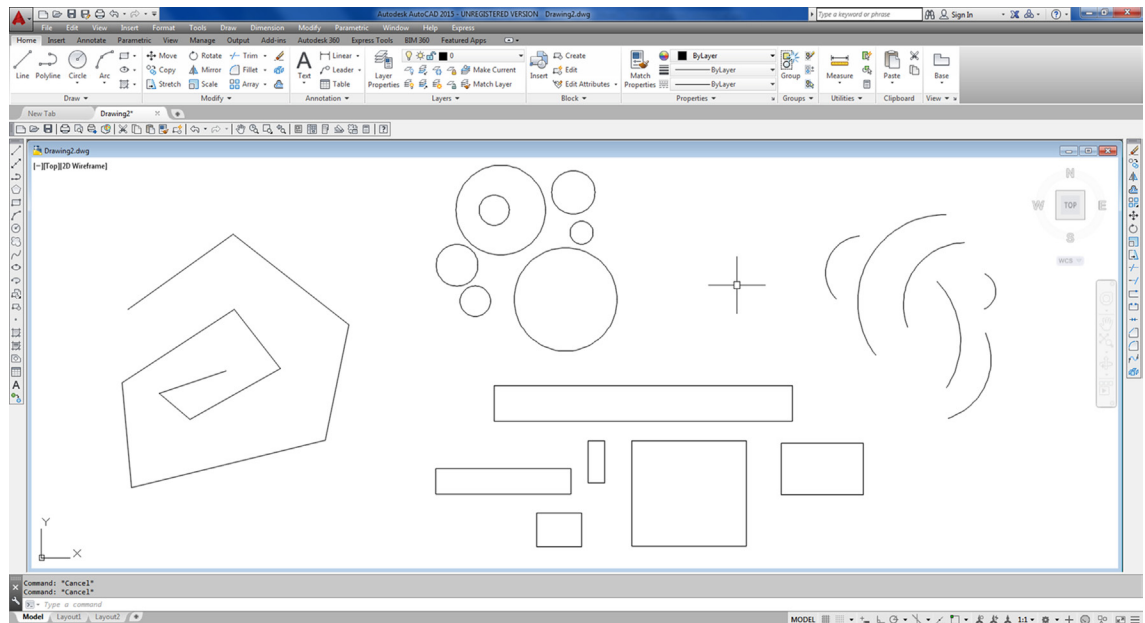 Autodesk AutoCAD 2015 - UNREGISTERED VERSION Drawing2.dwg
Type a keyword or phrase
Sign In
File Edit View Insert Format Tools Draw Dimension Modify Parametric Window Help Express
Home Insert Annotate Parametric View Manage Output Add-ins Autodesk 360 Express Tools BIM 360 Featured Apps
Line Polyline Circle Arc
Move Rotate Trim
Copy Mirror Fillet
Stretch Scale Array
Text
Linear
Leader
Table
Layer Properties
0
Make Current
Match Layer
Insert
Create
Edit
Edit Attributes
Match Properties
ByLayer
ByLayer
ByLayer
Group
Measure
Paste
Base
Draw Modify Annotation Layers Block Properties Groups Utilities Clipboard View
New Tab Drawing2*
Drawing2.dwg
[−][Top][2D Wireframe]
N
W TOP E
S
WCS
Y
X
Command: *Cancel*
Command: *Cancel*
Type a command
Model Layout1 Layout2
MODEL 1:1